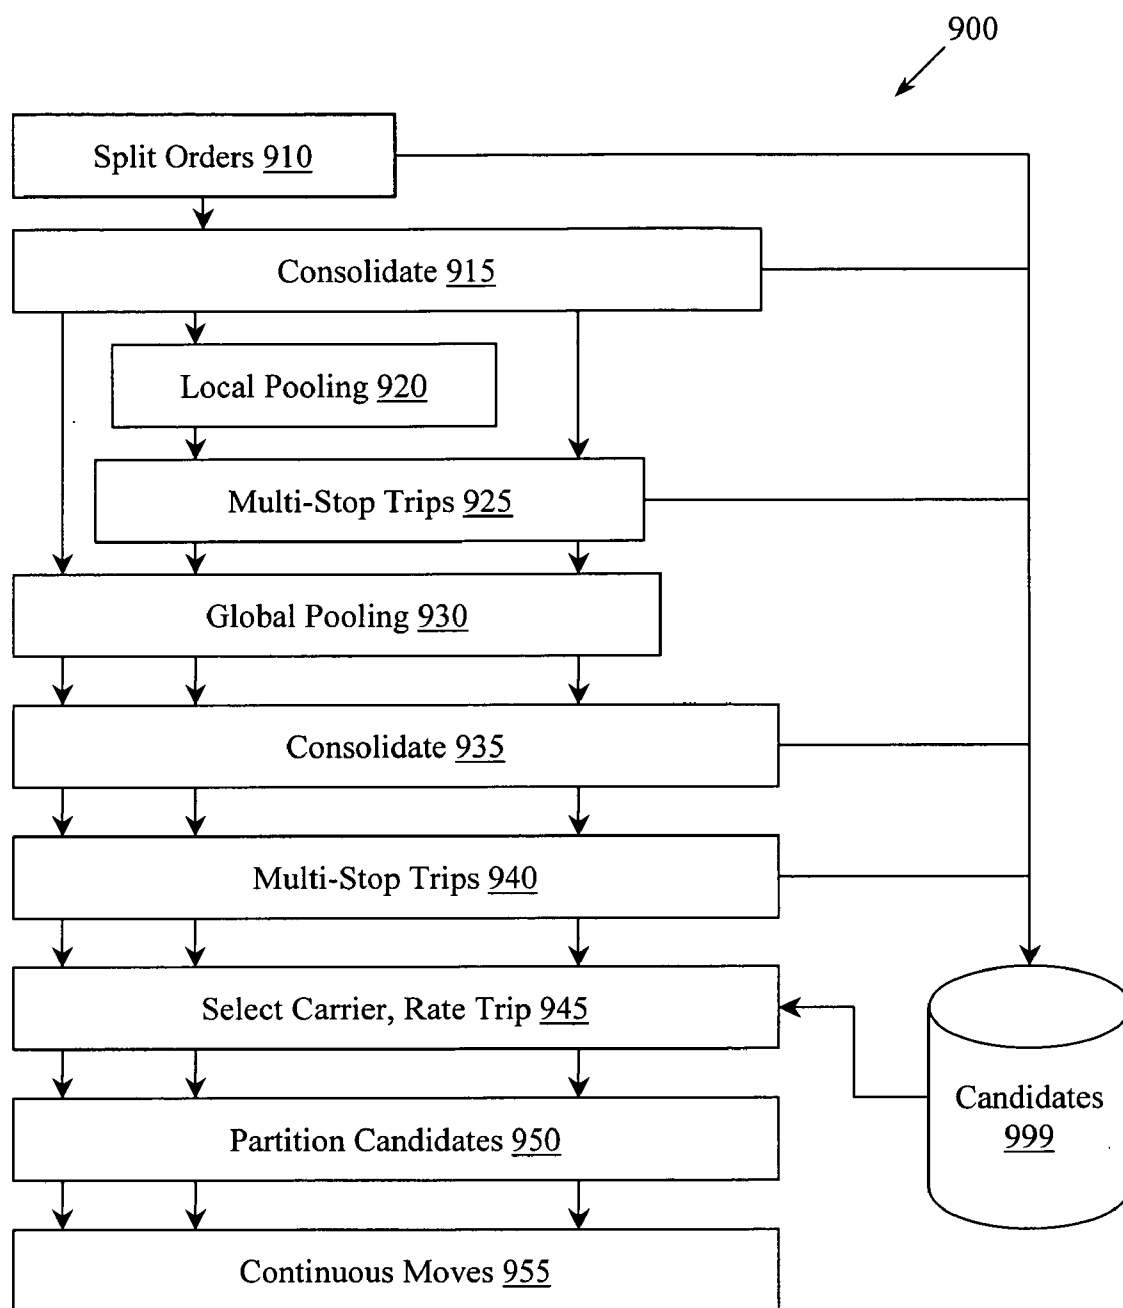 900
Split Orders 910
Consolidate 915
Local Pooling 920
Multi-Stop Trips 925
Global Pooling 930
Consolidate 935
Multi-Stop Trips 940
Select Carrier, Rate Trip 945
Candidates
999
Partition Candidates 950
Continuous Moves 955